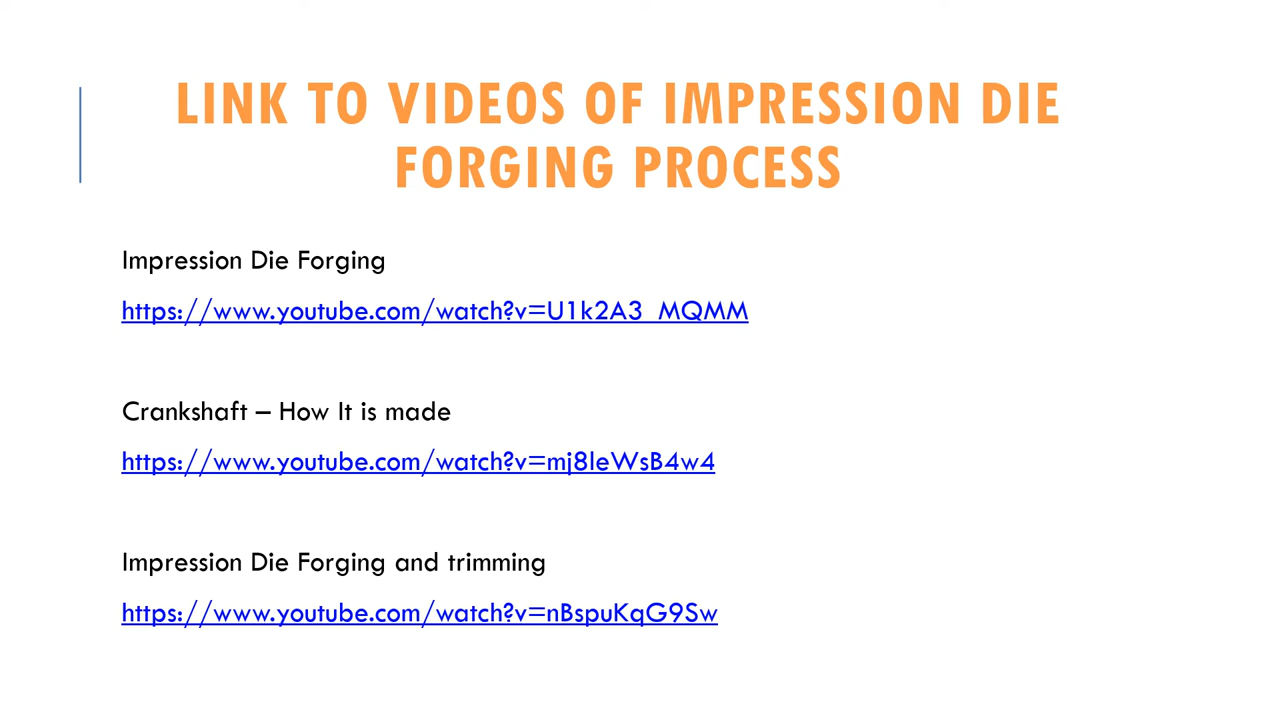 LINK TO VIDEOS OF IMPRESSION DIE
FORGING PROCESS
Impression Die Forging
https://www.youtube.com/watch?v=U1k2A3_MQMM
Crankshaft – How It is made
https://www.youtube.com/watch?v=mj8leWsB4w4
Impression Die Forging and trimming
https://www.youtube.com/watch?v=nBspuKqG9Sw